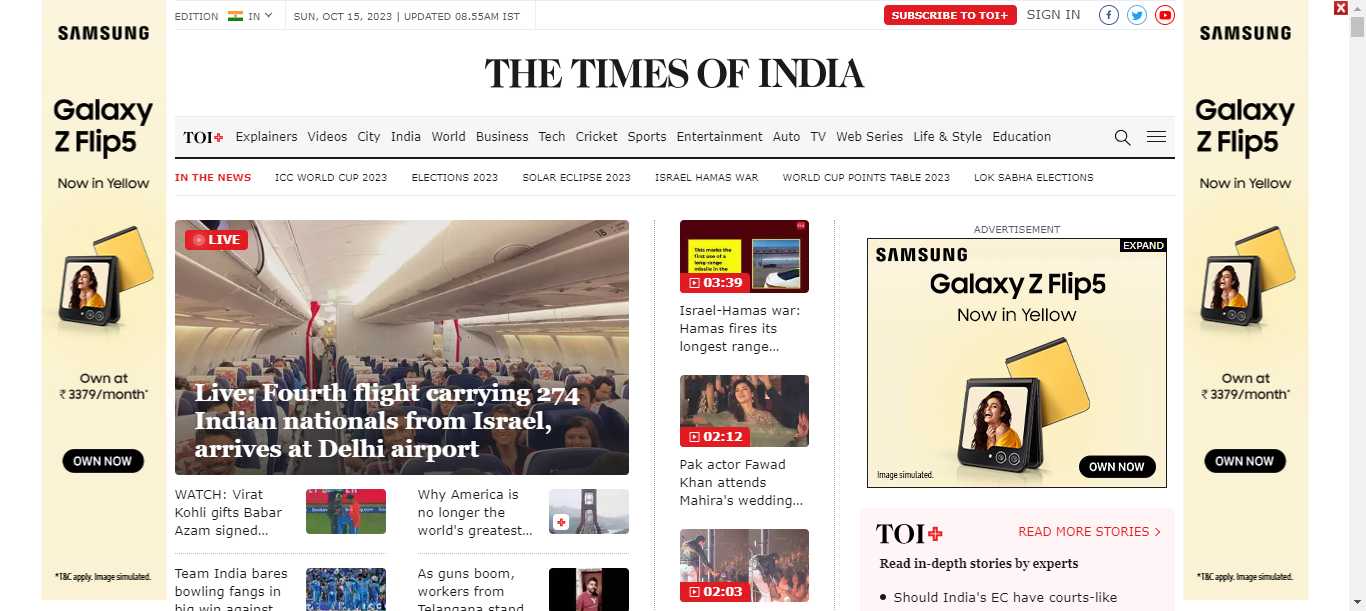 EDITION IN SUN, OCT 15, 2023 | UPDATED 08.55AM IST
SUBSCRIBE TO TOI+ SIGN IN
THE TIMES OF INDIA
TOI+ Explainers Videos City India World Business Tech Cricket Sports Entertainment Auto TV Web Series Life & Style Education
IN THE NEWS ICC WORLD CUP 2023 ELECTIONS 2023 SOLAR ECLIPSE 2023 ISRAEL HAMAS WAR WORLD CUP POINTS TABLE 2023 LOK SABHA ELECTIONS
SAMSUNG
Galaxy
Z Flip5
Now in Yellow
Own at
₹ 3379/month*
OWN NOW
*T&C apply. Image simulated.
LIVE
Live: Fourth flight carrying 274
Indian nationals from Israel,
arrives at Delhi airport
WATCH: Virat
Kohli gifts Babar
Azam signed...
Why America is
no longer the
world's greatest...
Team India bares
bowling fangs in
big win against
As guns boom,
workers from
Telangana stand
This marks the
first use of a
long-range
missile in the
03:39
Israel-Hamas war:
Hamas fires its
longest range...
02:12
Pak actor Fawad
Khan attends
Mahira's wedding...
02:03
ADVERTISEMENT
EXPAND
SAMSUNG
Galaxy Z Flip5
Now in Yellow
Image simulated.
OWN NOW
TOI+
READ MORE STORIES >
Read in-depth stories by experts
• Should India's EC have courts-like
SAMSUNG
Galaxy
Z Flip5
Now in Yellow
Own at
₹ 3379/month*
OWN NOW
*T&C apply. Image simulated.